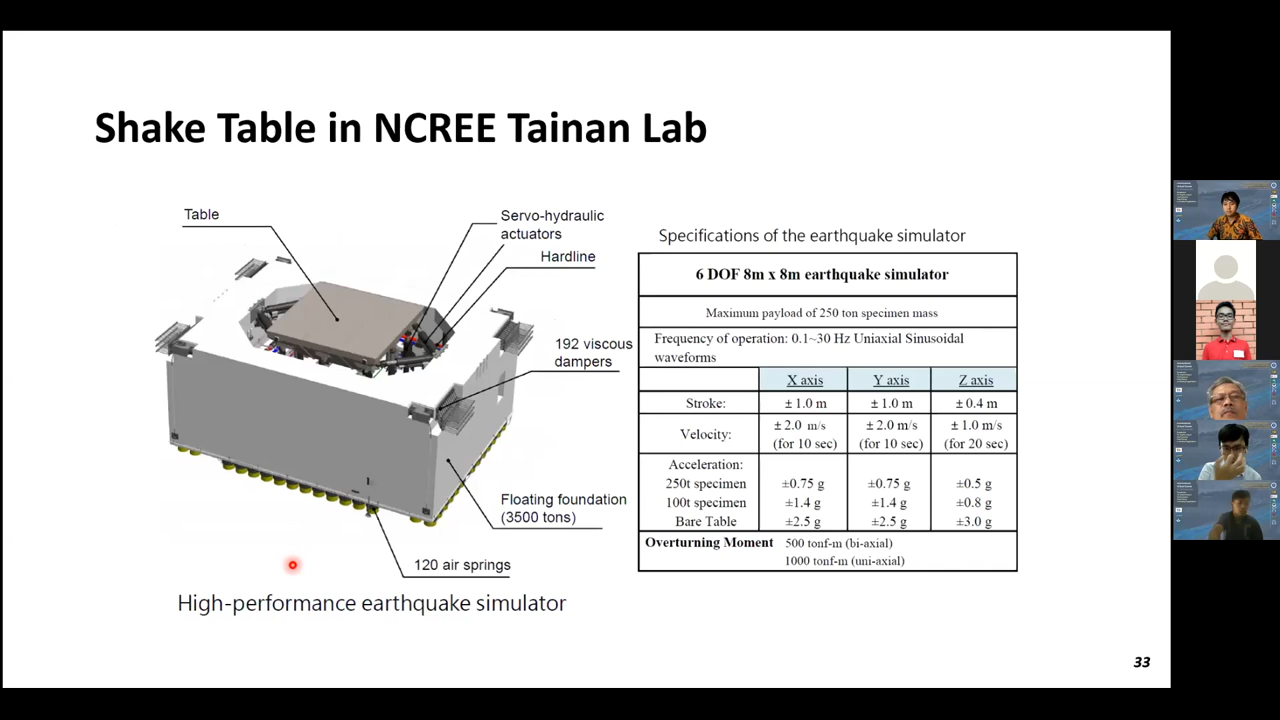 Shake Table in NCREE Tainan Lab
Table
Servo-hydraulic
actuators
Hardline
192 viscous
dampers
Floating foundation
(3500 tons)
120 air springs
High-performance earthquake simulator
Specifications of the earthquake simulator
6 DOF 8m x 8m earthquake simulator
Maximum payload of 250 ton specimen mass
Frequency of operation: 0.1~30 Hz Uniaxial Sinusoidal
waveforms
X axis Y axis Z axis
Stroke: ± 1.0 m ± 1.0 m ± 0.4 m
Velocity: ± 2.0 m/s ± 2.0 m/s ± 1.0 m/s
(for 10 sec) (for 10 sec) (for 20 sec)
Acceleration:
250t specimen ±0.75 g ±0.75 g ±0.5 g
100t specimen ±1.4 g ±1.4 g ±0.8 g
Bare Table ±2.5 g ±2.5 g ±3.0 g
Overturning Moment 500 tonf-m (bi-axial)
1000 tonf-m (uni-axial)
33